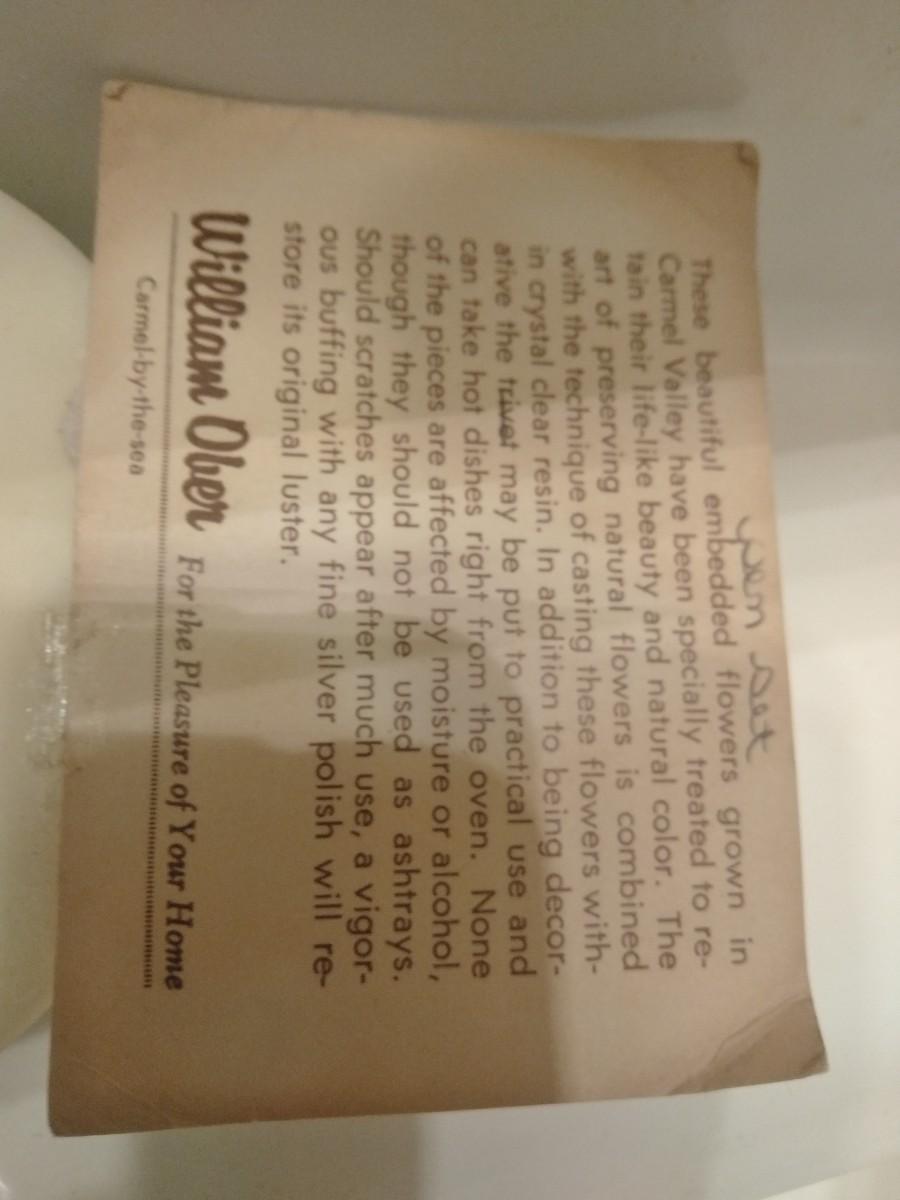 pen set
These beautiful embedded flowers grown in
Carmel Valley have been specially treated to re-
tain their life-like beauty and natural color. The
art of preserving natural flowers is combined
with the technique of casting these flowers with-
in crystal clear resin. In addition to being decor-
ative the trivet may be put to practical use and
can take hot dishes right from the oven. None
of the pieces are affected by moisture or alcohol,
though they should not be used as ashtrays.
Should scratches appear after much use, a vigor-
ous buffing with any fine silver polish will re-
store its original luster.
William Ober For the Pleasure of Your Home
Carmel-by-the-sea